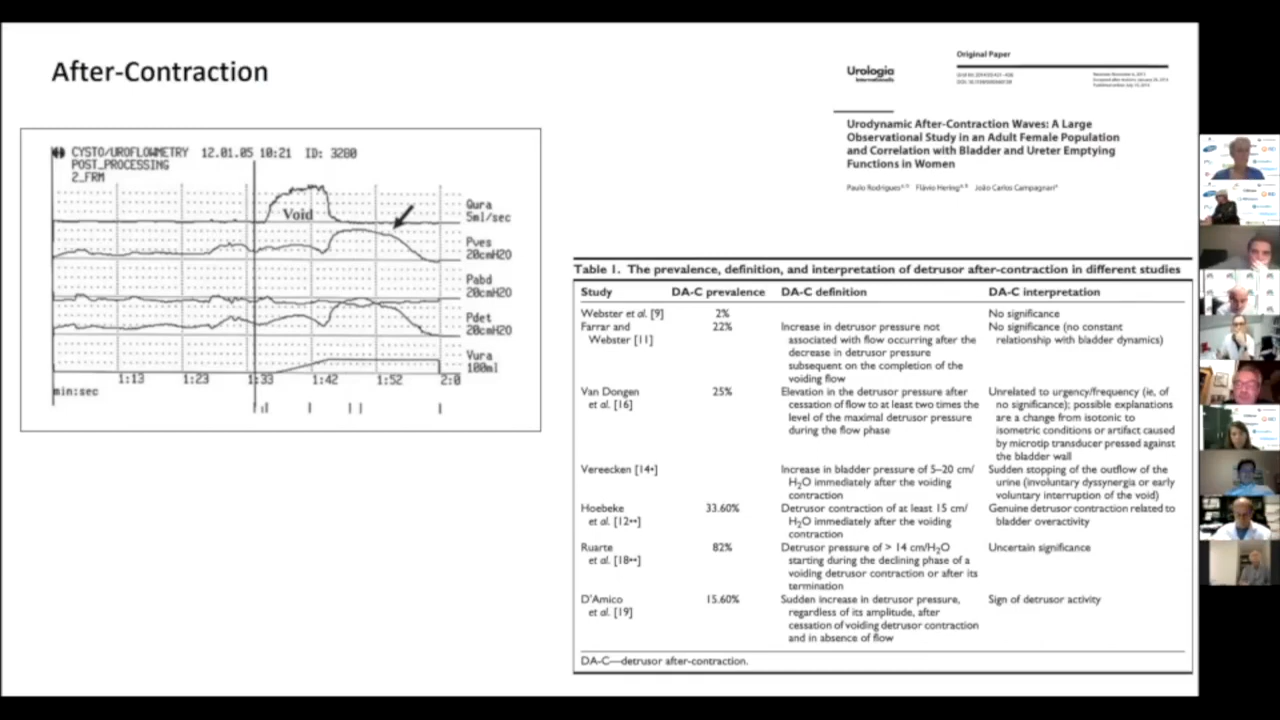 After-Contraction
CYSTO/UROFLOWMETRY 12.01.05 10:21 ID: 3280
POST_PROCESSING
2_FRM
Void
Qura
5ml/sec
Pves
20cmH2O
Pabd
20cmH2O
Pdet
20cmH2O
Vura
100ml
1:13 1:23 1:33 1:42 1:52 2:0
min:sec
Original Paper
Urologia
Internationalis
Urodynamic After-Contraction Waves: A Large
Observational Study in an Adult Female Population
and Correlation with Bladder and Ureter Emptying
Functions in Women
Paulo Rodrigues Flávio Hering João Carlos Campagnari
Table 1. The prevalence, definition, and interpretation of detrusor after-contraction in different studies
Study DA-C prevalence DA-C definition DA-C interpretation
Webster et al. [9] 2% No significance
Farrar and 22% Increase in detrusor pressure not No significance (no constant
Webster [11] associated with flow occurring after the relationship with bladder dynamics)
decrease in detrusor pressure
subsequent on the completion of the
voiding flow
Van Dongen 25% Elevation in the detrusor pressure after Unrelated to urgency/frequency (ie, of
et al. [16] cessation of flow to at least two times the no significance); possible explanations
level of the maximal detrusor pressure are a change from isotonic to
during the flow phase isometric conditions or artifact caused
by microtip transducer pressed against
the bladder wall
Vereecken [14•] Increase in bladder pressure of 5–20 cm/ Sudden stopping of the outflow of the
H2O immediately after the voiding urine (involuntary dyssynergia or early
contraction voluntary interruption of the void)
Hoebeke 33.60% Detrusor contraction of at least 15 cm/ Genuine detrusor contraction related to
et al. [12••] H2O immediately after the voiding bladder overactivity
contraction
Ruarte 82% Detrusor pressure of > 14 cm/H2O Uncertain significance
et al. [18••] starting during the declining phase of a
voiding detrusor contraction or after its
termination
D'Amico 15.60% Sudden increase in detrusor pressure, Sign of detrusor activity
et al. [19] regardless of its amplitude, after
cessation of voiding detrusor contraction
and in absence of flow
DA-C—detrusor after-contraction.